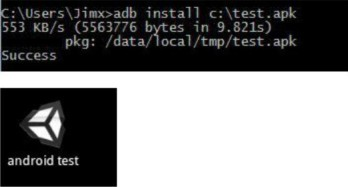 C:\Users\Jimx>adb install c:\test.apk
553 KB/s (5563776 bytes in 9.821s)
pkg: /data/local/tmp/test.apk
Success
android test